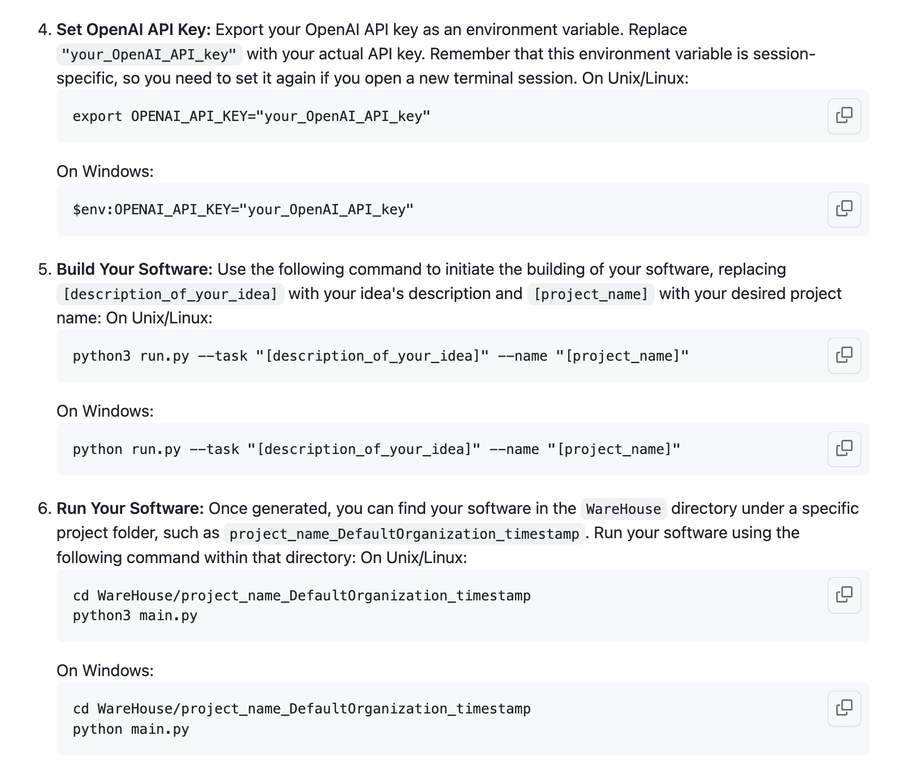 4. Set OpenAI API Key: Export your OpenAI API key as an environment variable. Replace
"your_OpenAI_API_key" with your actual API key. Remember that this environment variable is session-
specific, so you need to set it again if you open a new terminal session. On Unix/Linux:
export OPENAI_API_KEY="your_OpenAI_API_key"
On Windows:
$env:OPENAI_API_KEY="your_OpenAI_API_key"
5. Build Your Software: Use the following command to initiate the building of your software, replacing
[description_of_your_idea] with your idea's description and [project_name] with your desired project
name: On Unix/Linux:
python3 run.py --task "[description_of_your_idea]" --name "[project_name]"
On Windows:
python run.py --task "[description_of_your_idea]" --name "[project_name]"
6. Run Your Software: Once generated, you can find your software in the WareHouse directory under a specific
project folder, such as project_name_DefaultOrganization_timestamp. Run your software using the
following command within that directory: On Unix/Linux:
cd WareHouse/project_name_DefaultOrganization_timestamp
python3 main.py
On Windows:
cd WareHouse/project_name_DefaultOrganization_timestamp
python main.py